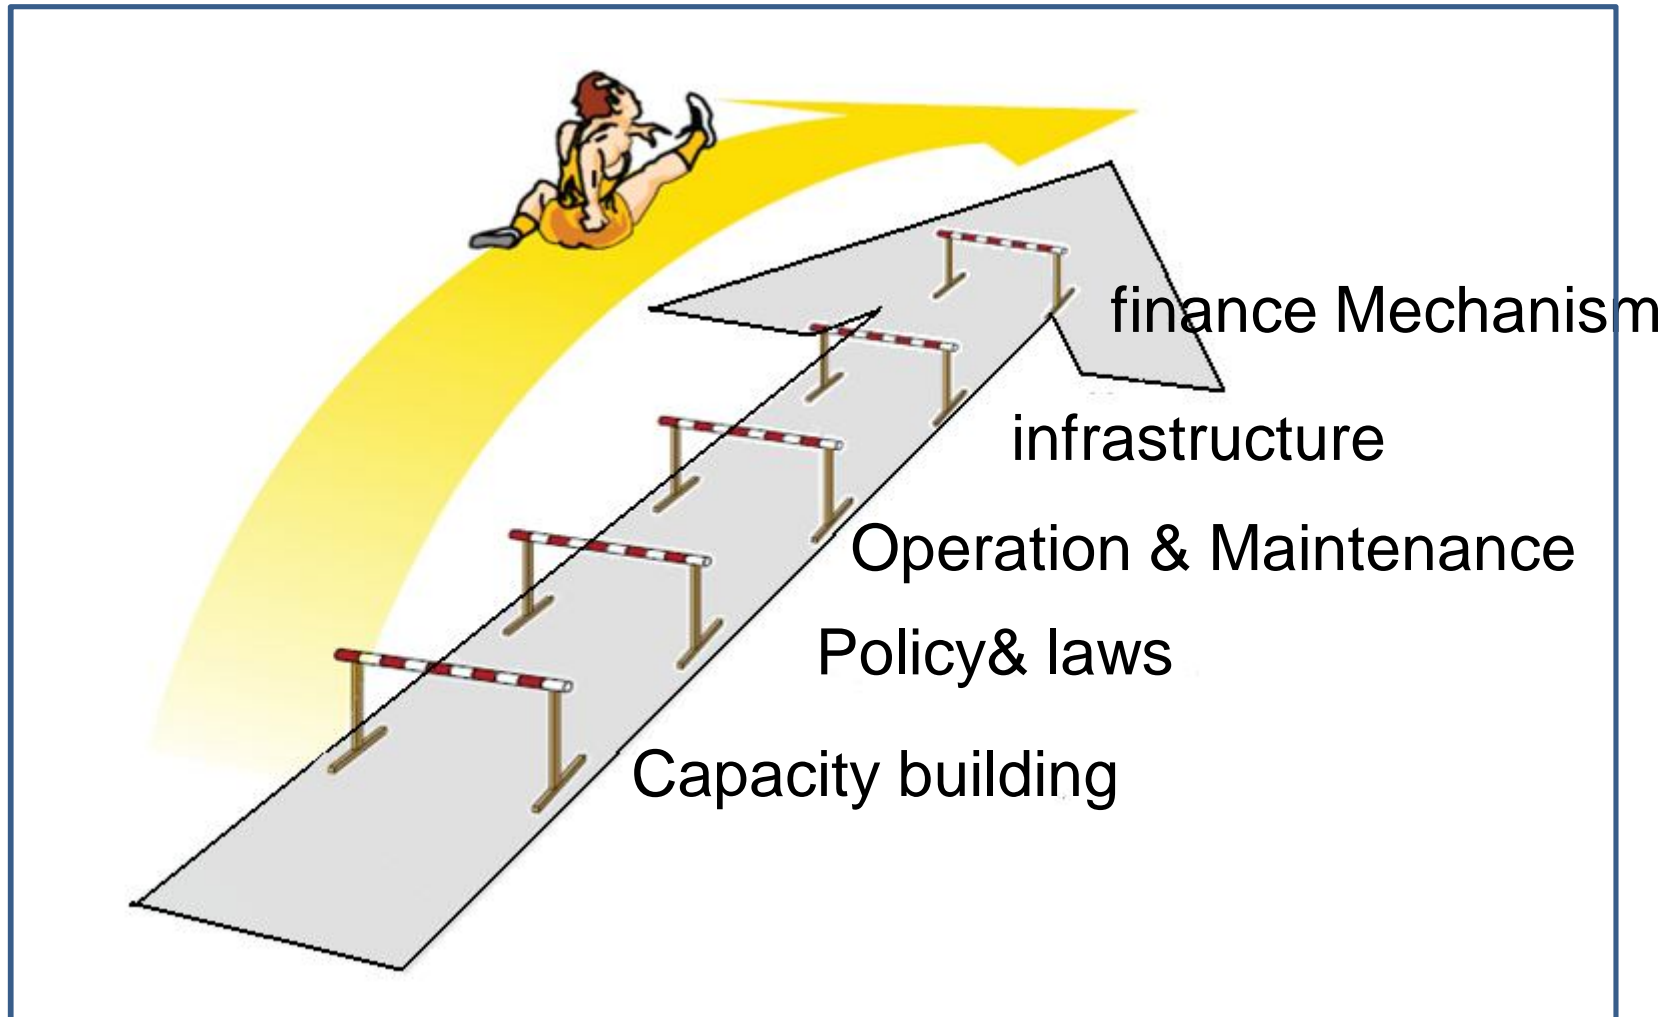 finance Mechanism
infrastructure
Operation & Maintenance
Policy& laws
Capacity building